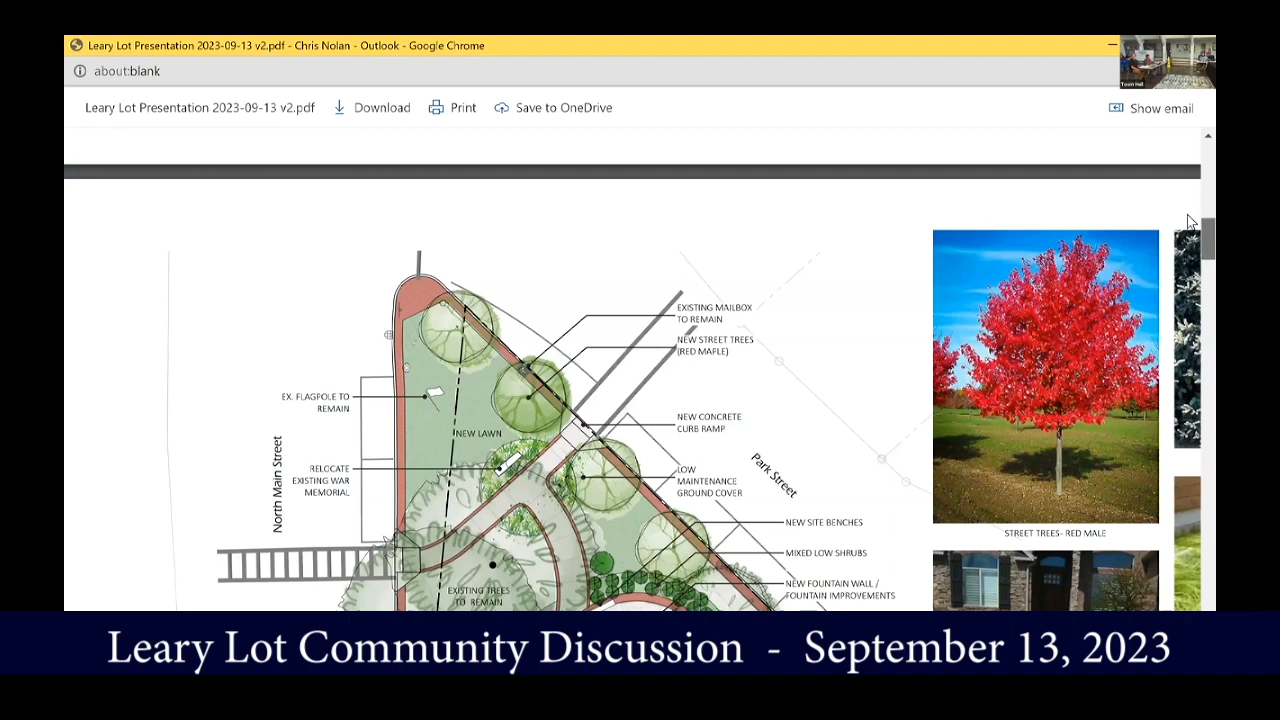 Leary Lot Presentation 2023-09-13 v2.pdf - Chris Nolan - Outlook - Google Chrome
about:blank
Town Hall
Leary Lot Presentation 2023-09-13 v2.pdf
Download
Print
Save to OneDrive
Show email
EXISTING MAILBOX
TO REMAIN
NEW STREET TREES
(RED MAPLE)
EX. FLAGPOLE TO
REMAIN
NEW LAWN
NEW CONCRETE
CURB RAMP
RELOCATE
EXISTING WAR
MEMORIAL
North Main Street
LOW
MAINTENANCE
GROUND COVER
Park Street
NEW SITE BENCHES
STREET TREES- RED MALE
MIXED LOW SHRUBS
EXISTING TREES
TO REMAIN
NEW FOUNTAIN WALL /
FOUNTAIN IMPROVEMENTS
Leary Lot Community Discussion - September 13, 2023